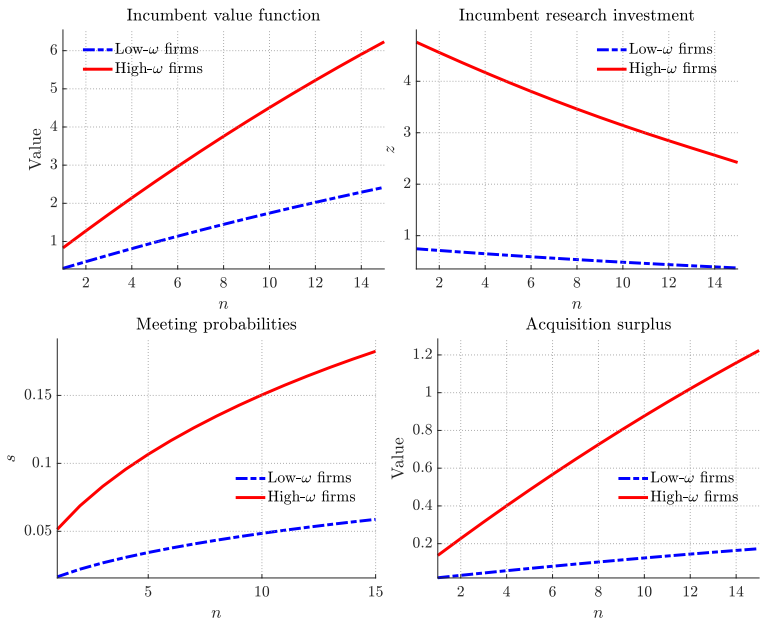 Incumbent value function
Value
6
5
4
3
2
1
Low-ω firms
High-ω firms
2 4 6 8 10 12 14
n
Incumbent research investment
z
4
3
2
1
Low-ω firms
High-ω firms
2 4 6 8 10 12 14
n
Meeting probabilities
s
0.15
0.1
0.05
Low-ω firms
High-ω firms
5 10 15
n
Acquisition surplus
Value
1.2
1
0.8
0.6
0.4
0.2
Low-ω firms
High-ω firms
2 4 6 8 10 12 14
n